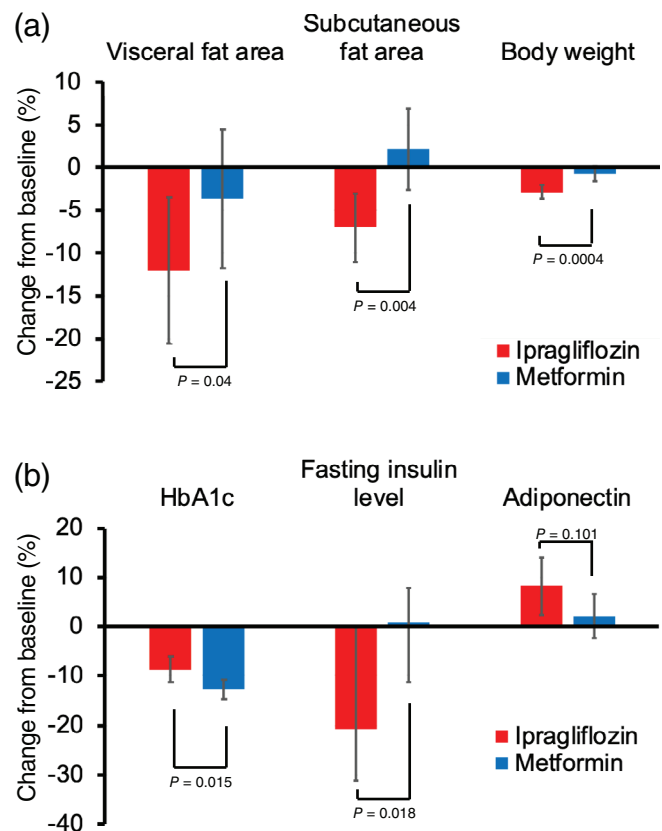 (a)
Visceral fat area
Subcutaneous
fat area
Body weight
Change from baseline (%)
10
5
0
-5
-10
-15
-20
-25
P = 0.04
P = 0.004
P = 0.0004
Ipragliflozin
Metformin
(b)
HbA1c
Fasting insulin
level
Adiponectin
Change from baseline (%)
20
10
0
-10
-20
-30
-40
P = 0.015
P = 0.018
P = 0.101
Ipragliflozin
Metformin